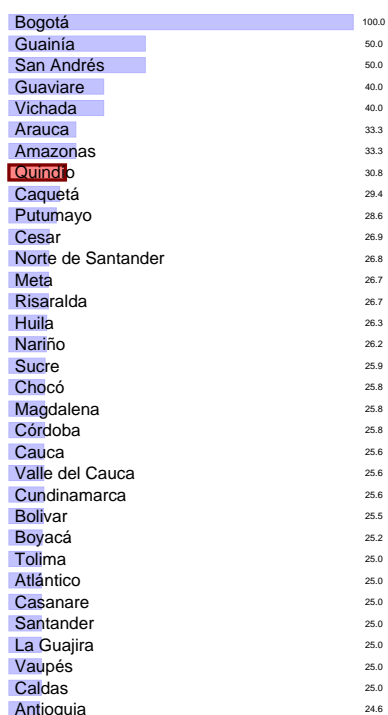 Bogotá 100.0
Guainía 50.0
San Andrés 50.0
Guaviare 40.0
Vichada 40.0
Arauca 33.3
Amazonas 33.3
Quindío 30.8
Caquetá 29.4
Putumayo 28.6
Cesar 26.9
Norte de Santander 26.8
Meta 26.7
Risaralda 26.7
Huila 26.3
Nariño 26.2
Sucre 25.9
Chocó 25.8
Magdalena 25.8
Córdoba 25.8
Cauca 25.6
Valle del Cauca 25.6
Cundinamarca 25.6
Bolivar 25.5
Boyacá 25.2
Tolima 25.0
Atlántico 25.0
Casanare 25.0
Santander 25.0
La Guajira 25.0
Vaupés 25.0
Caldas 25.0
Antioquia 24.6